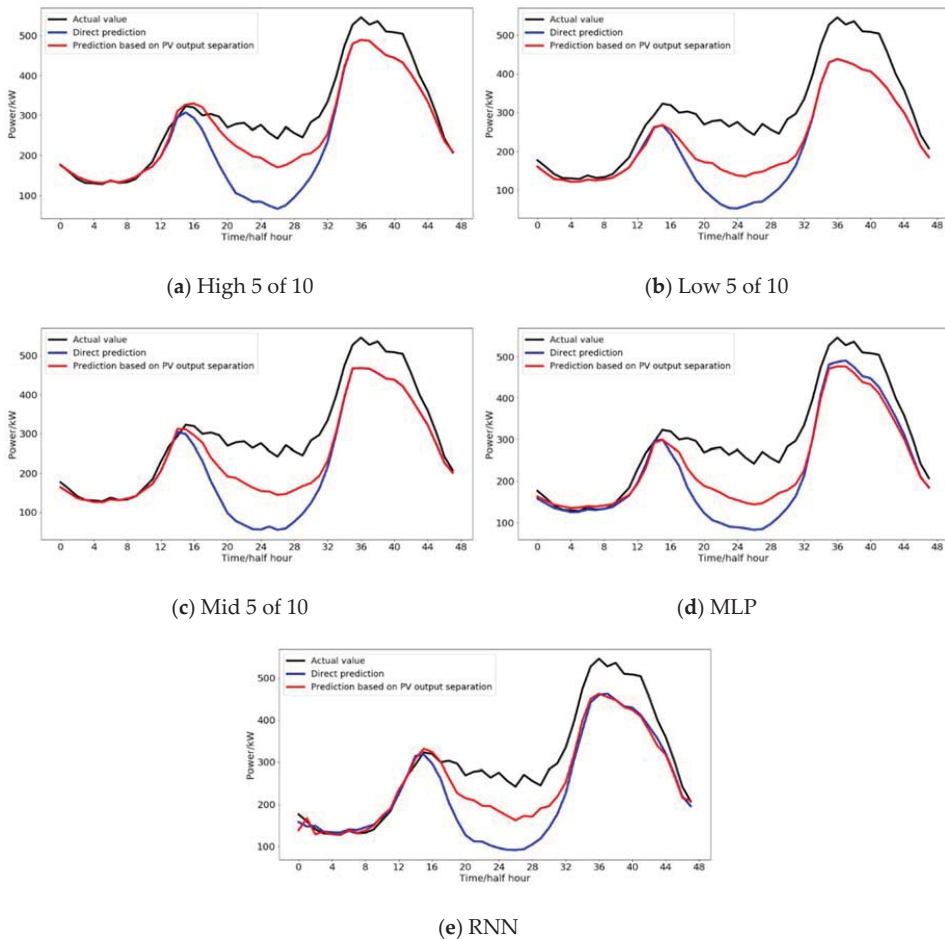 Actual value
Direct prediction
Prediction based on PV output separation
Power/kW
500
400
300
200
100
0 4 8 12 16 20 24 28 32 36 40 44 48
Time/half hour
(a) High 5 of 10
Actual value
Direct prediction
Prediction based on PV output separation
Power/kW
500
400
300
200
100
0 4 8 12 16 20 24 28 32 36 40 44 48
Time/half hour
(b) Low 5 of 10
Actual value
Direct prediction
Prediction based on PV output separation
Power/kW
500
400
300
200
100
0 4 8 12 16 20 24 28 32 36 40 44 48
Time/half hour
(c) Mid 5 of 10
Actual value
Direct prediction
Prediction based on PV output separation
Power/kW
500
400
300
200
100
0 4 8 12 16 20 24 28 32 36 40 44 48
Time/half hour
(d) MLP
Actual value
Direct prediction
Prediction based on PV output separation
Power/kW
500
400
300
200
100
0 4 8 12 16 20 24 28 32 36 40 44 48
Time/half hour
(e) RNN